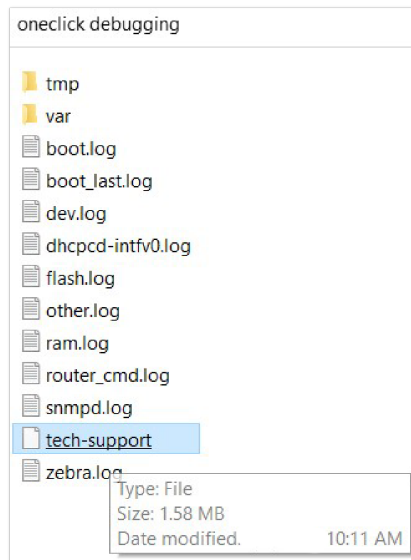 oneclick debugging
tmp
var
boot.log
boot_last.log
dev.log
dhcpcd-intfv0.log
flash.log
other.log
ram.log
router_cmd.log
snmpd.log
tech-support
zebra.log
Type: File
Size: 1.58 MB
Date modified. 10:11 AM